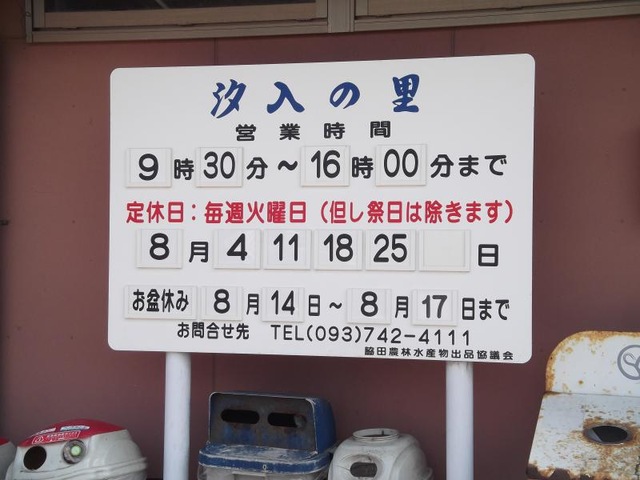 汐入の里
営業時間
9時30分～16時00分まで
定休日：毎週火曜日（但し祭日は除きます）
8月 4 11 18 25 日
お盆休み 8月14日～8月17日まで
お問合せ先 TEL(093)742-4111
脇田農林水産物出品協議会